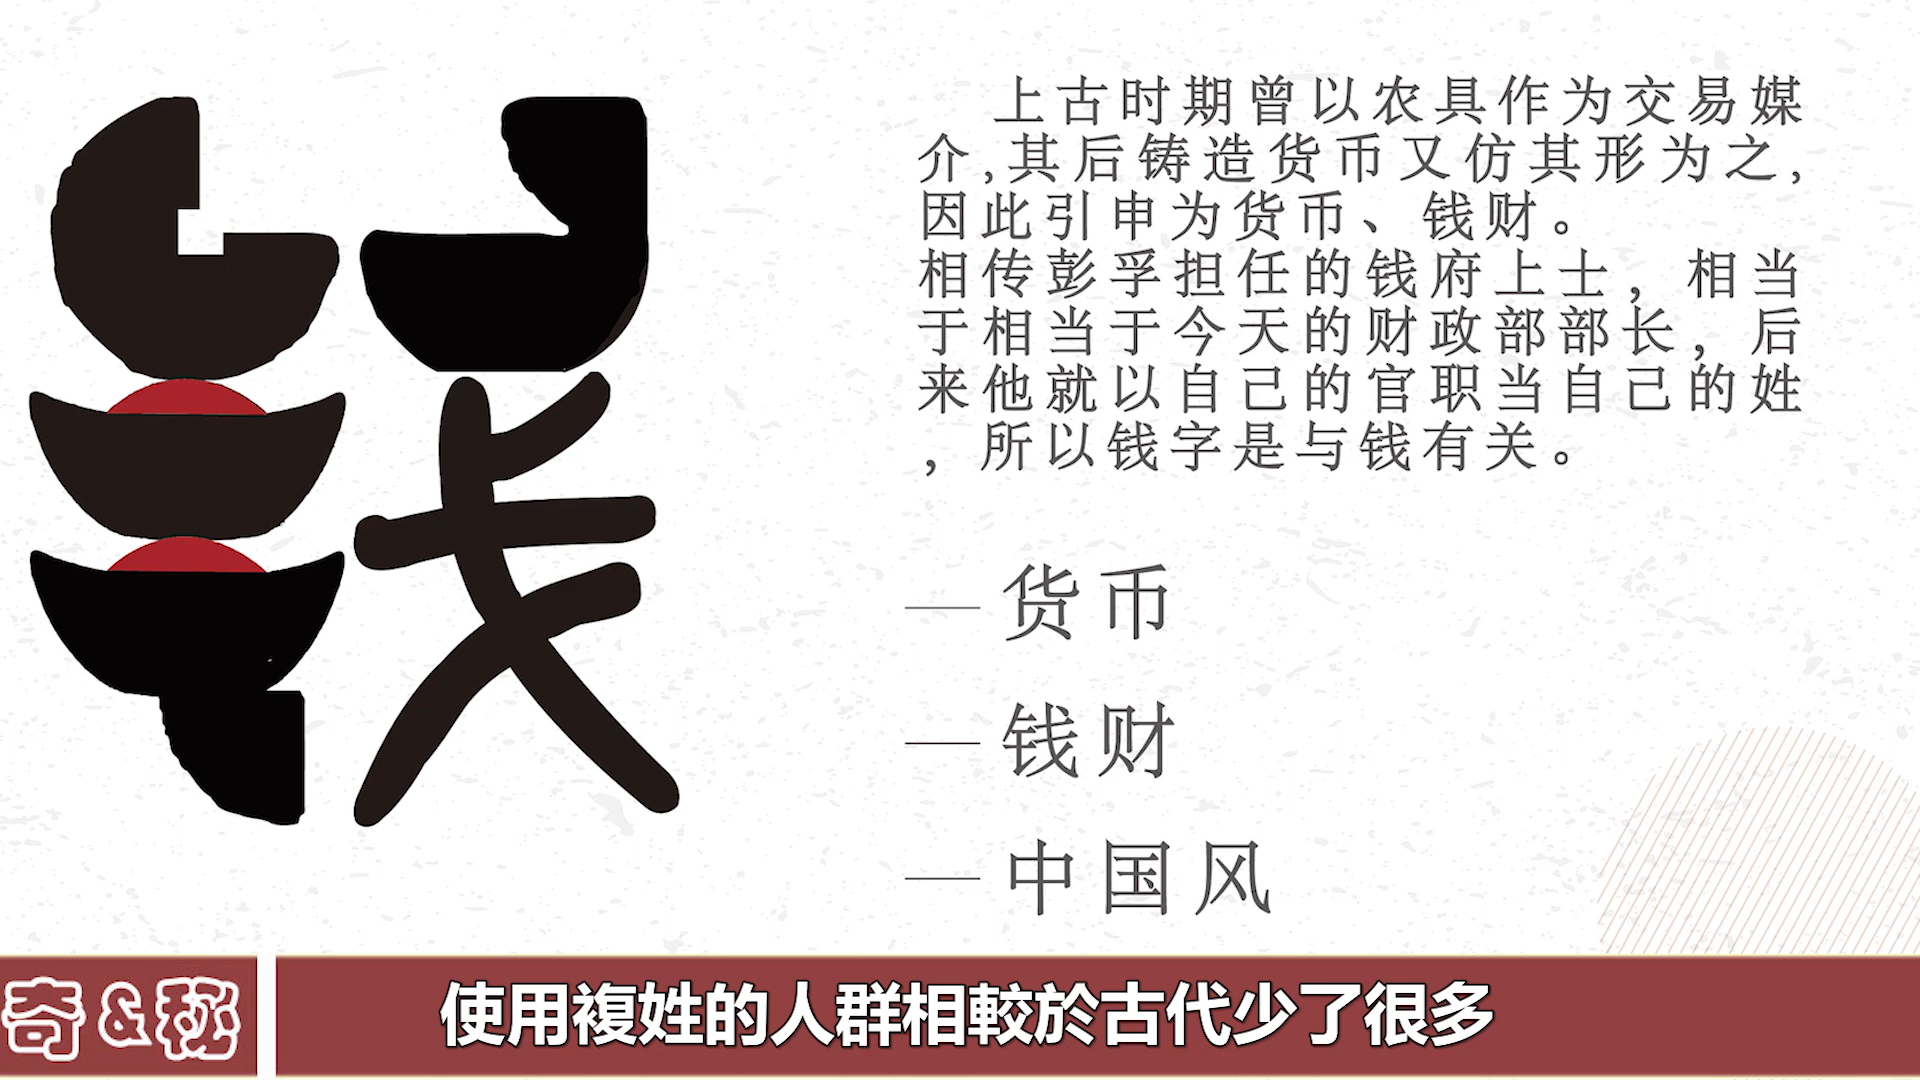 钱
上古时期曾以农具作为交易媒
介,其后铸造货币又仿其形为之,
因此引申为货币、钱财。
相传彭孚担任的钱府上士，相当
于相当于今天的财政部部长，后
来他就以自己的官职当自己的姓
，所以钱字是与钱有关。
货币
钱财
中国风
奇&秘
使用複姓的人群相較於古代少了很多